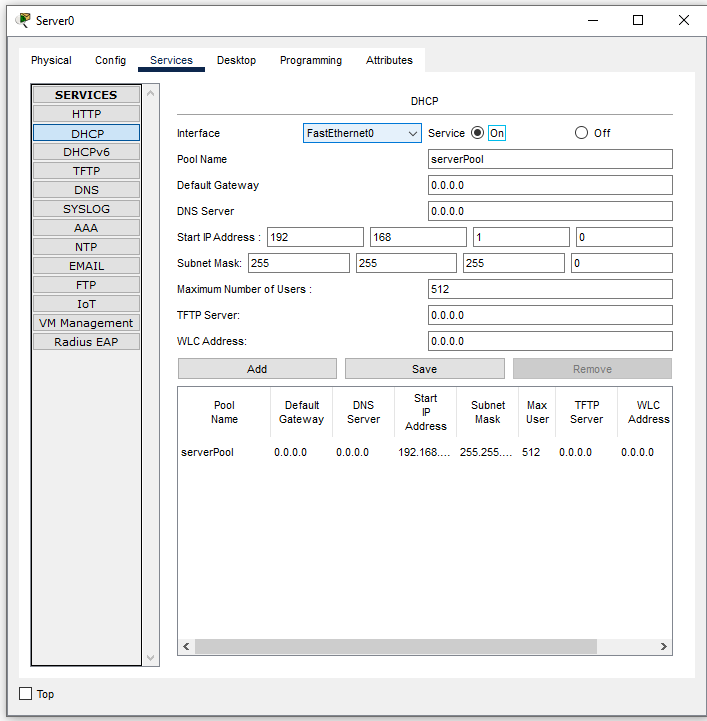 Server0
Physical Config Services Desktop Programming Attributes
SERVICES
HTTP
DHCP
DHCPv6
TFTP
DNS
SYSLOG
AAA
NTP
EMAIL
FTP
IoT
VM Management
Radius EAP
DHCP
Interface FastEthernet0 Service On Off
Pool Name serverPool
Default Gateway 0.0.0.0
DNS Server 0.0.0.0
Start IP Address : 192 168 1 0
Subnet Mask: 255 255 255 0
Maximum Number of Users : 512
TFTP Server: 0.0.0.0
WLC Address: 0.0.0.0
Add Save Remove
Pool Name Default Gateway DNS Server Start IP Address Subnet Mask Max User TFTP Server WLC Address
serverPool 0.0.0.0 0.0.0.0 192.168.... 255.255.... 512 0.0.0.0 0.0.0.0
Top